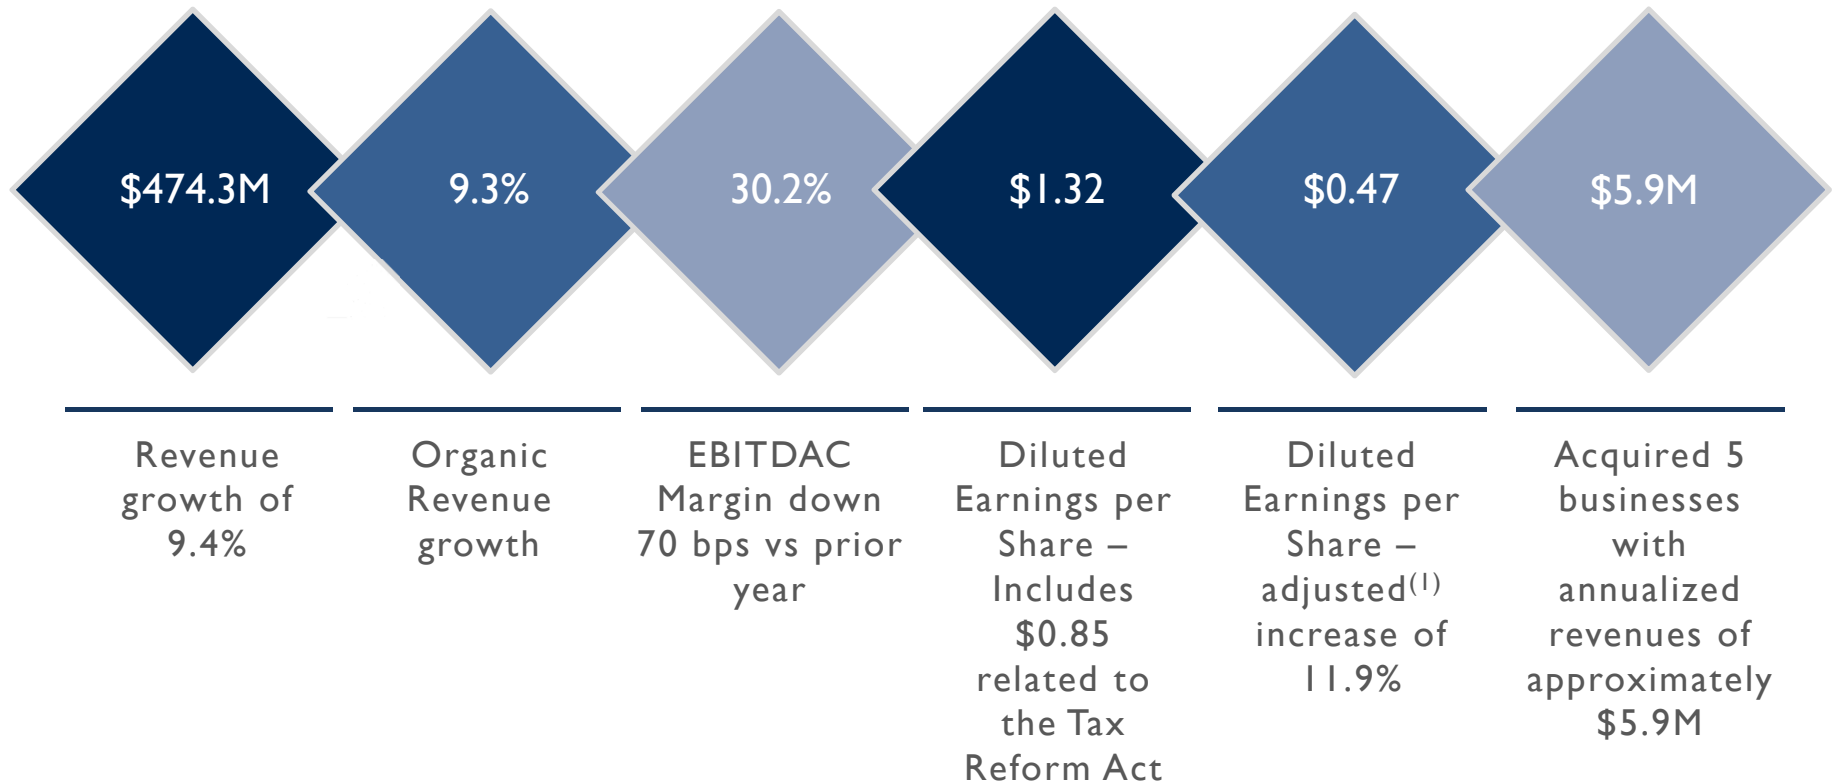 $474.3M
9.3%
30.2%
$1.32
$0.47
$5.9M
Revenue
growth of
9.4%
Organic
Revenue
growth
EBITDAC
Margin down
70 bps vs prior
year
Diluted
Earnings per
Share –
Includes
$0.85
related to
the Tax
Reform Act
Diluted
Earnings per
Share –
adjusted(1)
increase of
11.9%
Acquired 5
businesses
with
annualized
revenues of
approximately
$5.9M